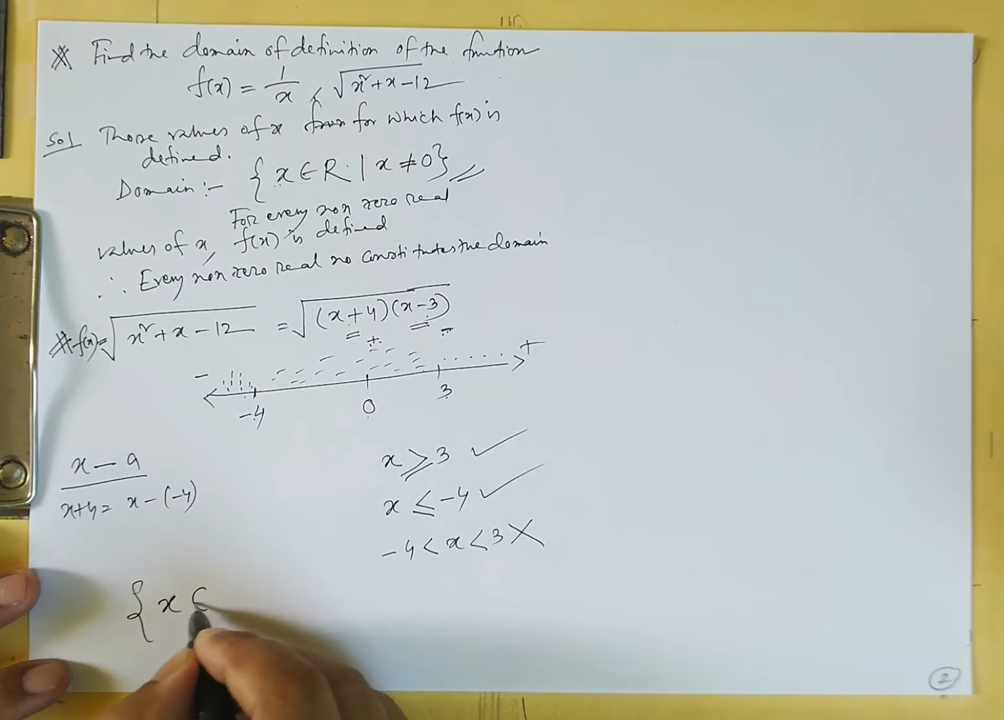 * Find the domain of definition of the function
f(x) = 1/x , √x²+x-12
Sol Those values of x for which f(x) is
defined.
Domain :- { x ∈ R | x ≠ 0 }
For every non zero real
values of x, f(x) is defined
∴ Every non zero real no constitutes the domain
# f(x) = √x²+x-12 = √(x+4)(x-3)
+ -
- +
-4 0 3
x-a
x+4 = x-(-4)
x ≥ 3 ✓
x ≤ -4 ✓
-4 < x < 3 ✗
{ x ∈
2